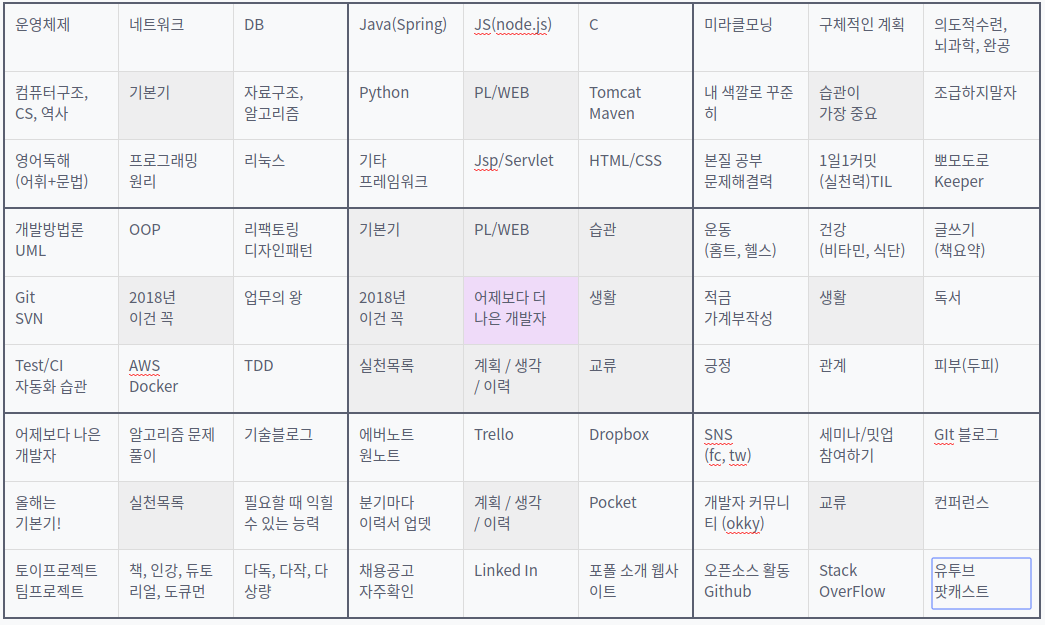 운영체제
네트워크
DB
Java(Spring)
JS(node.js)
C
미라클모닝
구체적인 계획
의도적수련,
뇌과학, 완공
컴퓨터구조,
CS, 역사
기본기
자료구조,
알고리즘
Python
PL/WEB
Tomcat
Maven
내 색깔로 꾸준
히
습관이
가장 중요
조급하지말자
영어독해
(어휘+문법)
프로그래밍
원리
리눅스
기타
프레임워크
Jsp/Servlet
HTML/CSS
본질 공부
문제해결력
1일1커밋
(실천력)TIL
뽀모도로
Keeper
개발방법론
UML
OOP
리팩토링
디자인패턴
기본기
PL/WEB
습관
운동
(홈트, 헬스)
건강
(비타민, 식단)
글쓰기
(책요약)
Git
SVN
2018년
이건 꼭
업무의 왕
2018년
이건 꼭
어제보다 더
나은 개발자
생활
적금
가계부작성
생활
독서
Test/CI
자동화 습관
AWS
Docker
TDD
실천목록
계획 / 생각
/ 이력
교류
긍정
관계
피부(두피)
어제보다 나은
개발자
알고리즘 문제
풀이
기술블로그
에버노트
원노트
Trello
Dropbox
SNS
(fc, tw)
세미나/밋업
참여하기
GIt 블로그
올해는
기본기!
실천목록
필요할 때 익힐
수 있는 능력
분기마다
이력서 업뎃
계획 / 생각
/ 이력
Pocket
개발자 커뮤니
티 (okky)
교류
컨퍼런스
토이프로젝트
팀프로젝트
책, 인강, 듀토
리얼, 도큐먼
다독, 다작, 다
상량
채용공고
자주확인
Linked In
포폴 소개 웹사
이트
오픈소스 활동
Github
Stack
OverFlow
유투브
팟캐스트